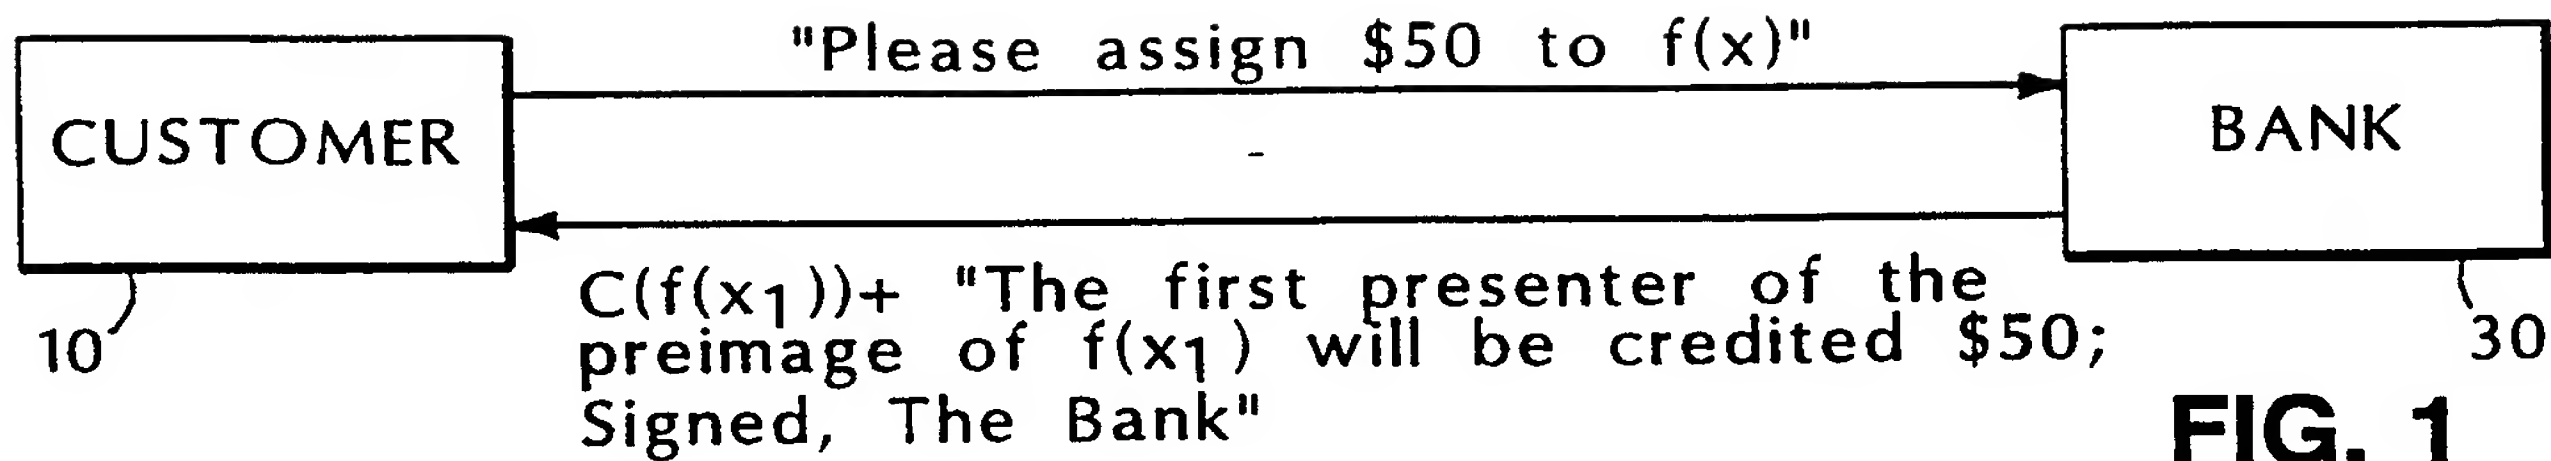 "Please assign $50 to f(x)"
CUSTOMER
BANK
C(f(x₁))+ "The first presenter of the
preimage of f(x₁) will be credited $50;
Signed, The Bank"
10
30
FIG. 1